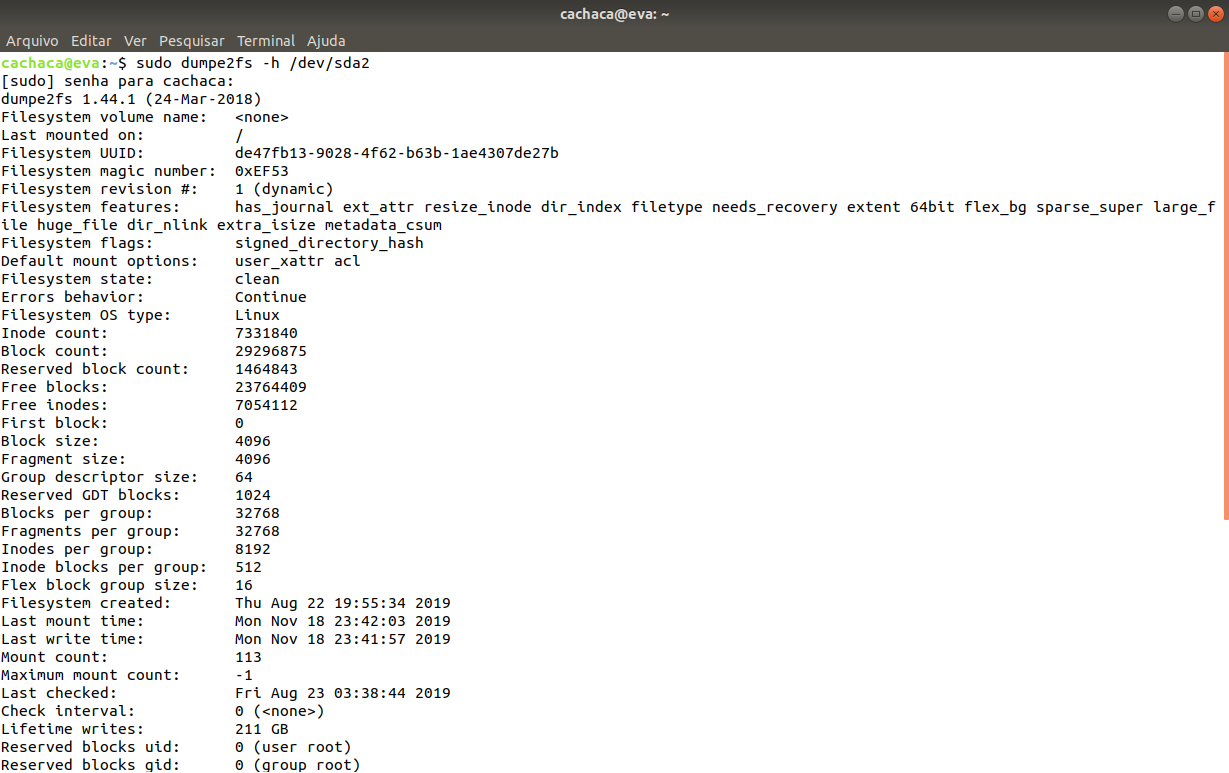 cachaca@eva: ~
Arquivo Editar Ver Pesquisar Terminal Ajuda
cachaca@eva:~$ sudo dumpe2fs -h /dev/sda2
[sudo] senha para cachaca:
dumpe2fs 1.44.1 (24-Mar-2018)
Filesystem volume name:   <none>
Last mounted on:          /
Filesystem UUID:          de47fb13-9028-4f62-b63b-1ae4307de27b
Filesystem magic number:  0xEF53
Filesystem revision #:    1 (dynamic)
Filesystem features:      has_journal ext_attr resize_inode dir_index filetype needs_recovery extent 64bit flex_bg sparse_super large_f
ile huge_file dir_nlink extra_isize metadata_csum
Filesystem flags:         signed_directory_hash
Default mount options:    user_xattr acl
Filesystem state:         clean
Errors behavior:          Continue
Filesystem OS type:       Linux
Inode count:              7331840
Block count:              29296875
Reserved block count:     1464843
Free blocks:              23764409
Free inodes:              7054112
First block:              0
Block size:               4096
Fragment size:            4096
Group descriptor size:    64
Reserved GDT blocks:      1024
Blocks per group:         32768
Fragments per group:      32768
Inodes per group:         8192
Inode blocks per group:   512
Flex block group size:    16
Filesystem created:       Thu Aug 22 19:55:34 2019
Last mount time:          Mon Nov 18 23:42:03 2019
Last write time:          Mon Nov 18 23:41:57 2019
Mount count:              113
Maximum mount count:      -1
Last checked:             Fri Aug 23 03:38:44 2019
Check interval:           0 (<none>)
Lifetime writes:          211 GB
Reserved blocks uid:      0 (user root)
Reserved blocks gid:      0 (group root)